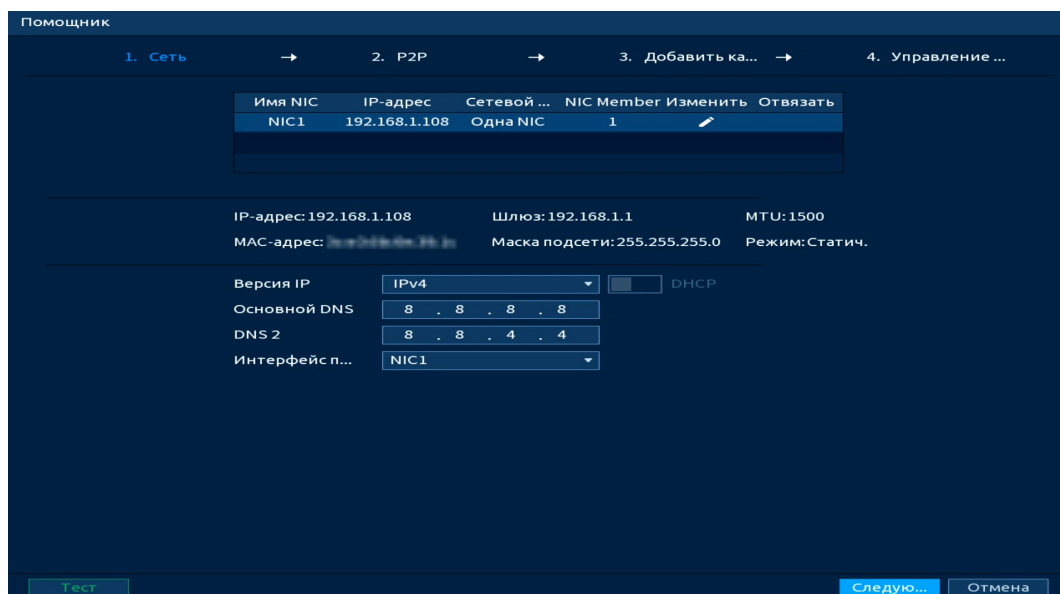 Помощник
1. Сеть → 2. P2P → 3. Добавить ка... → 4. Управление ...
Имя NIC IP-адрес Сетевой ... NIC Member Изменить Отвязать
NIC1 192.168.1.108 Одна NIC 1
IP-адрес: 192.168.1.108 Шлюз: 192.168.1.1 MTU: 1500
MAC-адрес: Маска подсети: 255.255.255.0 Режим: Статич.
Версия IP IPv4 DHCP
Основной DNS 8 . 8 . 8 . 8
DNS 2 8 . 8 . 4 . 4
Интерфейс п... NIC1
Тест Следую... Отмена